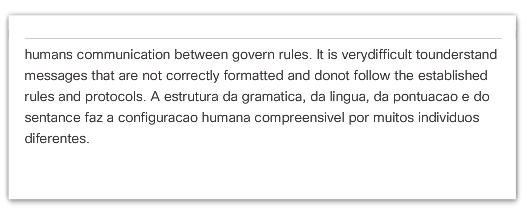 humans communication between govern rules. It is verydifficult tounderstand
messages that are not correctly formatted and donot follow the established
rules and protocols. A estrutura da gramatica, da lingua, da pontuacao e do
sentance faz a configuracao humana compreensivel por muitos individuos
diferentes.